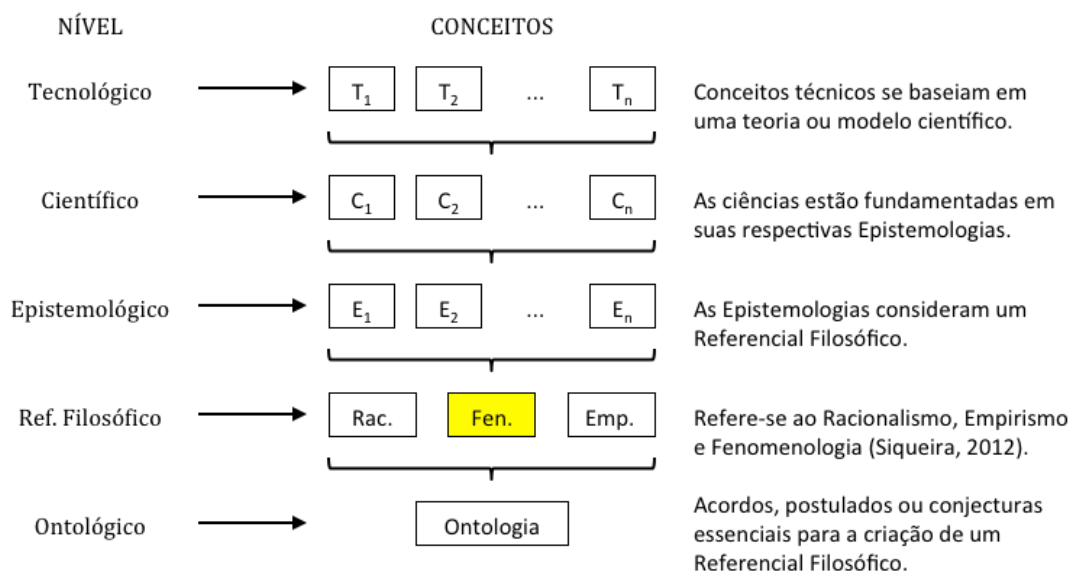 NÍVEL CONCEITOS
Tecnológico T1 T2 ... Tn Conceitos técnicos se baseiam em
uma teoria ou modelo científico.
Científico C1 C2 ... Cn As ciências estão fundamentadas em
suas respectivas Epistemologias.
Epistemológico E1 E2 ... En As Epistemologias consideram um
Referencial Filosófico.
Ref. Filosófico Rac. Fen. Emp. Refere-se ao Racionalismo, Empirismo
e Fenomenologia (Siqueira, 2012).
Ontológico Ontologia Acordos, postulados ou conjecturas
essenciais para a criação de um
Referencial Filosófico.